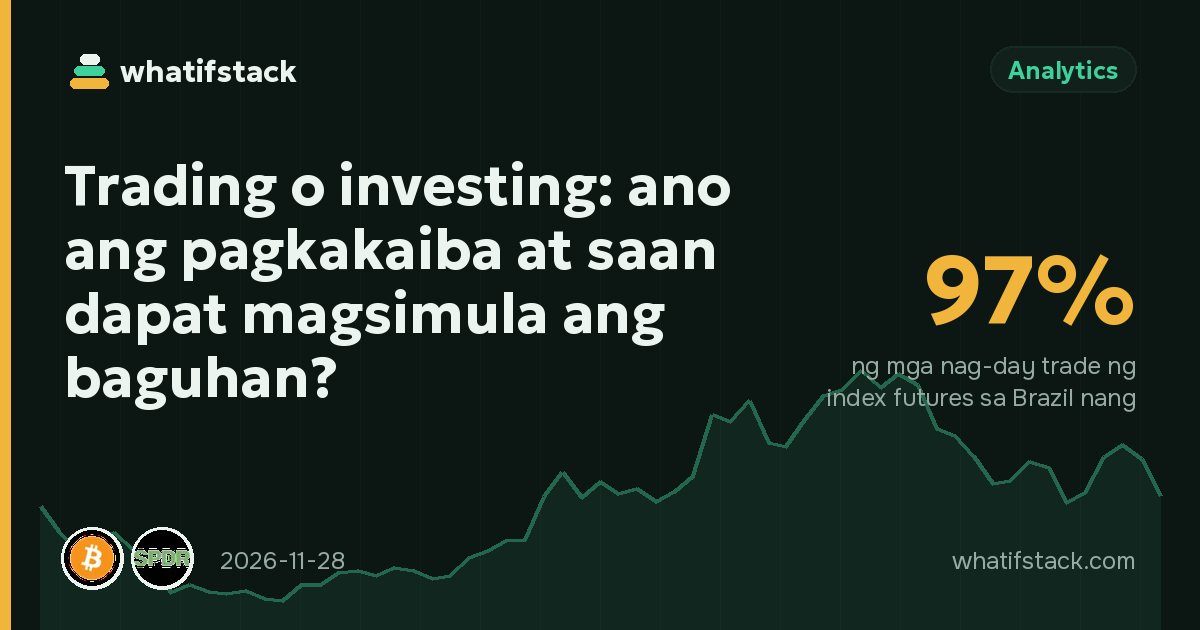 whatifstack
Analytics
Trading o investing: ano
ang pagkakaiba at saan
dapat magsimula ang
baguhan?
97%
ng mga nag-day trade ng
index futures sa Brazil nang
SPDR
2026-11-28
whatifstack.com